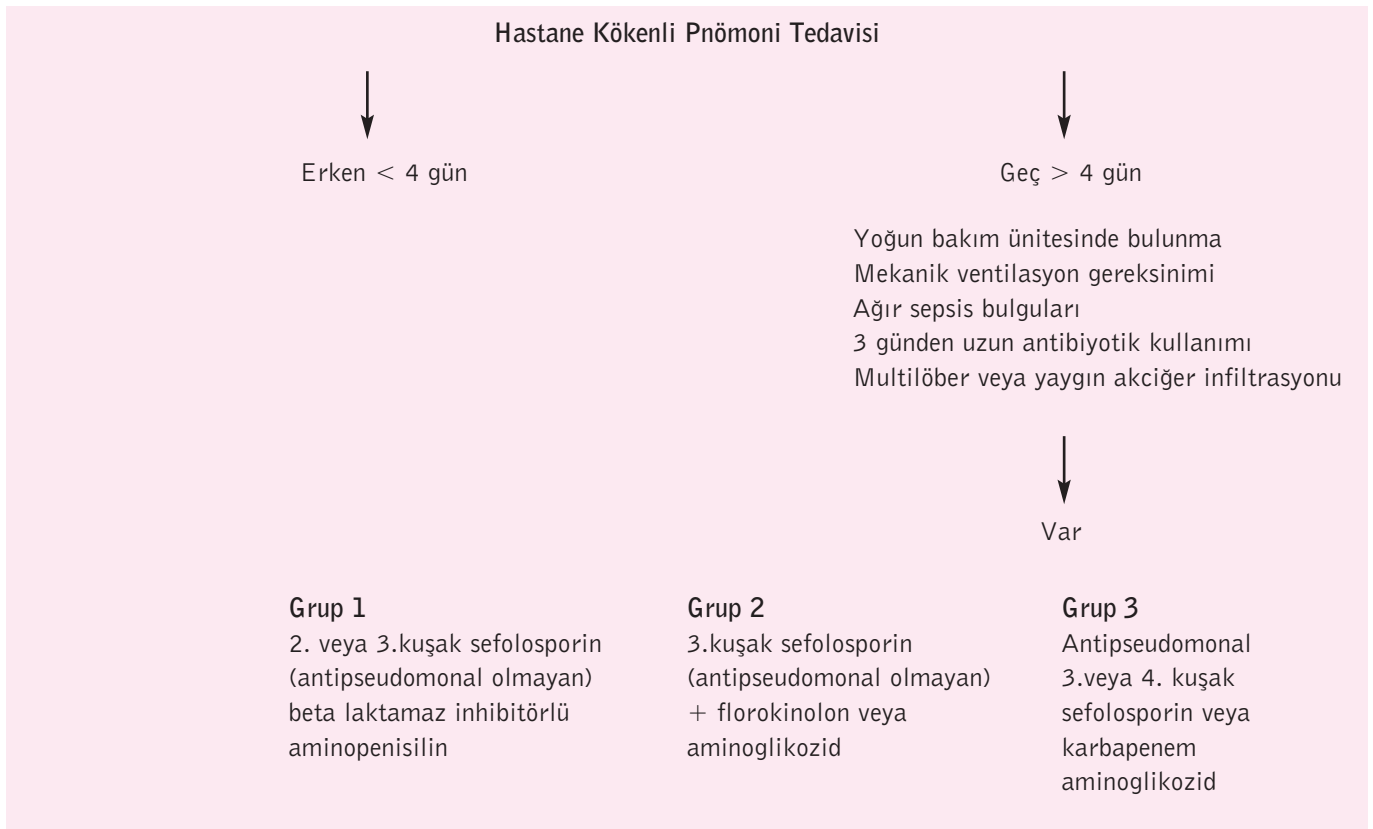 Hastane Kökenli Pnömoni Tedavisi
Erken < 4 gün
Geç > 4 gün
Yoğun bakım ünitesinde bulunma
Mekanik ventilasyon gereksinimi
Ağır sepsis bulguları
3 günden uzun antibiyotik kullanımı
Multilöber veya yaygın akciğer infiltrasyonu
Var
Grup 1
2. veya 3.kuşak sefolosporin
(antipseudomonal olmayan)
beta laktamaz inhibitörlü
aminopenisilin
Grup 2
3.kuşak sefolosporin
(antipseudomonal olmayan)
+ florokinolon veya
aminoglikozid
Grup 3
Antipseudomonal
3.veya 4. kuşak
sefolosporin veya
karbapenem
aminoglikozid